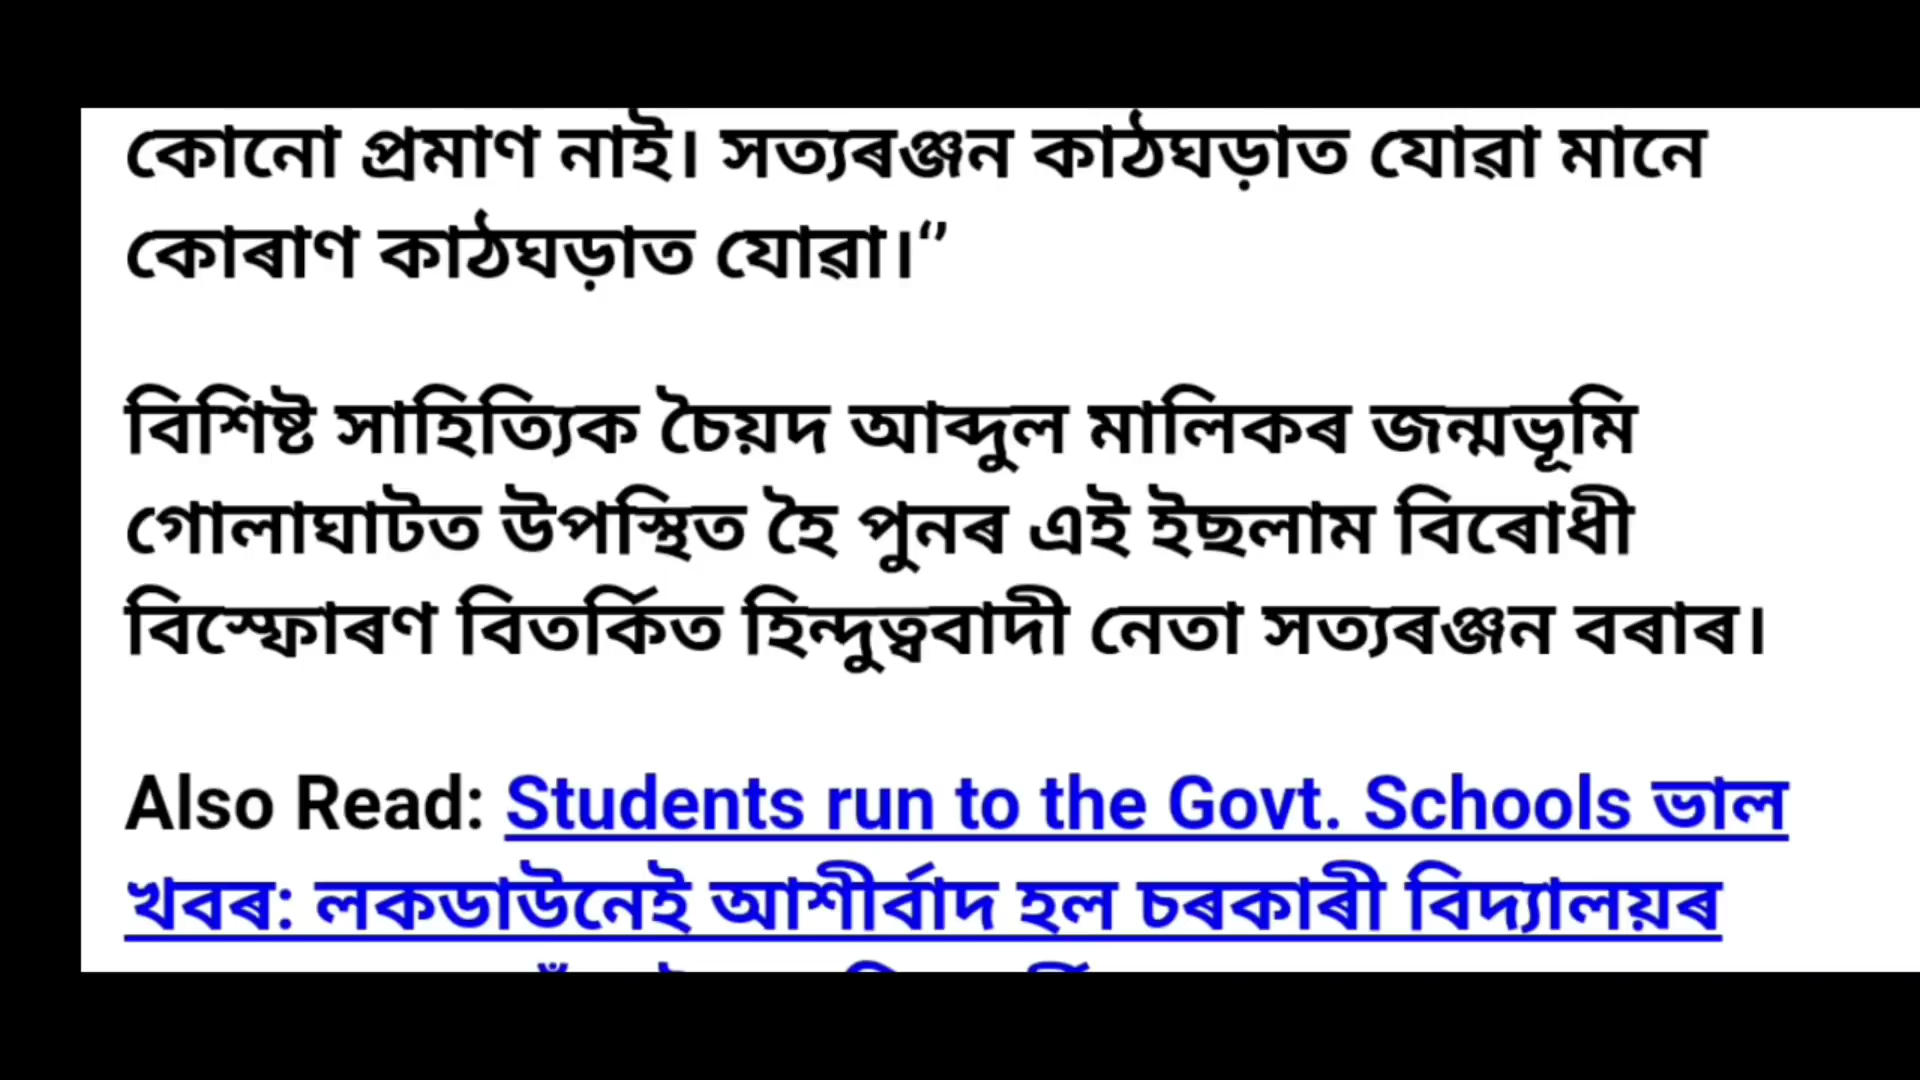 কোনো প্ৰমাণ নাই। সত্যৰঞ্জন কাঠঘড়াত যোৱা মানে
কোৰাণ কাঠঘড়াত যোৱা।‘’
বিশিষ্ট সাহিত্যিক চৈয়দ আব্দুল মালিকৰ জন্মভূমি
গোলাঘাটত উপস্থিত হৈ পুনৰ এই ইছলাম বিৰোধী
বিস্ফোৰণ বিতৰ্কিত হিন্দুত্ববাদী নেতা সত্যৰঞ্জন বৰাৰ।
Also Read: Students run to the Govt. Schools ভাল
খবৰ: লকডাউনেই আশীৰ্বাদ হল চৰকাৰী বিদ্যালয়ৰ